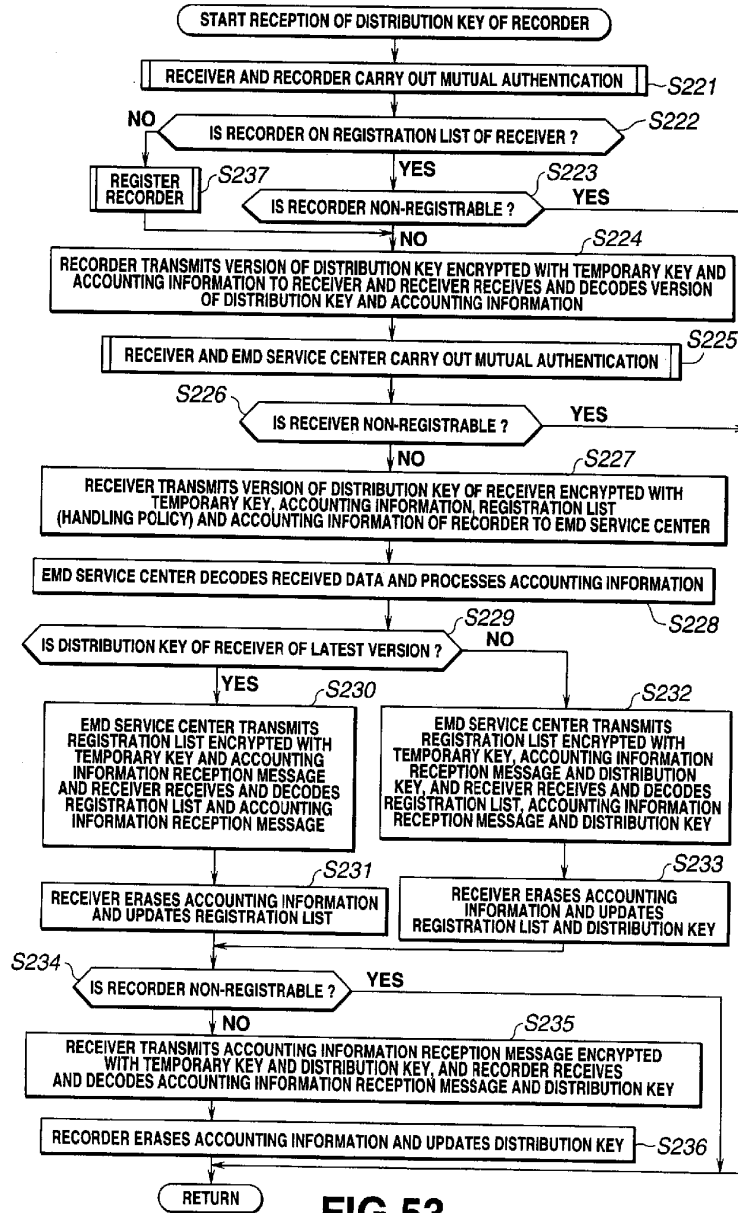 START RECEPTION OF DISTRIBUTION KEY OF RECORDER
RECEIVER AND RECORDER CARRY OUT MUTUAL AUTHENTICATION
S221
NO
IS RECORDER ON REGISTRATION LIST OF RECEIVER ?
S222
REGISTER
RECORDER
S237
YES
S223
IS RECORDER NON-REGISTRABLE ?
YES
NO
S224
RECORDER TRANSMITS VERSION OF DISTRIBUTION KEY ENCRYPTED WITH TEMPORARY KEY AND
ACCOUNTING INFORMATION TO RECEIVER AND RECEIVER RECEIVES AND DECODES VERSION
OF DISTRIBUTION KEY AND ACCOUNTING INFORMATION
S225
RECEIVER AND EMD SERVICE CENTER CARRY OUT MUTUAL AUTHENTICATION
S226
IS RECEIVER NON-REGISTRABLE ?
YES
NO
S227
RECEIVER TRANSMITS VERSION OF DISTRIBUTION KEY OF RECEIVER ENCRYPTED WITH
TEMPORARY KEY, ACCOUNTING INFORMATION, REGISTRATION LIST
(HANDLING POLICY) AND ACCOUNTING INFORMATION OF RECORDER TO EMD SERVICE CENTER
EMD SERVICE CENTER DECODES RECEIVED DATA AND PROCESSES ACCOUNTING INFORMATION
S228
S229
IS DISTRIBUTION KEY OF RECEIVER OF LATEST VERSION ?
NO
YES
S230
EMD SERVICE CENTER TRANSMITS
REGISTRATION LIST ENCRYPTED WITH
TEMPORARY KEY AND ACCOUNTING
INFORMATION RECEPTION MESSAGE
AND RECEIVER RECEIVES AND DECODES
REGISTRATION LIST AND ACCOUNTING
INFORMATION RECEPTION MESSAGE
S232
EMD SERVICE CENTER TRANSMITS
REGISTRATION LIST ENCRYPTED WITH
TEMPORARY KEY, ACCOUNTING INFORMATION
RECEPTION MESSAGE AND DISTRIBUTION
KEY, AND RECEIVER RECEIVES AND DECODES
REGISTRATION LIST, ACCOUNTING INFORMATION
RECEPTION MESSAGE AND DISTRIBUTION KEY
S231
RECEIVER ERASES ACCOUNTING INFORMATION
AND UPDATES REGISTRATION LIST
S233
RECEIVER ERASES ACCOUNTING
INFORMATION AND UPDATES
REGISTRATION LIST AND DISTRIBUTION KEY
S234
IS RECORDER NON-REGISTRABLE ?
YES
NO
S235
RECEIVER TRANSMITS ACCOUNTING INFORMATION RECEPTION MESSAGE ENCRYPTED
WITH TEMPORARY KEY AND DISTRIBUTION KEY, AND RECORDER RECEIVES
AND DECODES ACCOUNTING INFORMATION RECEPTION MESSAGE AND DISTRIBUTION KEY
RECORDER ERASES ACCOUNTING INFORMATION AND UPDATES DISTRIBUTION KEY
S236
RETURN
FIG.53